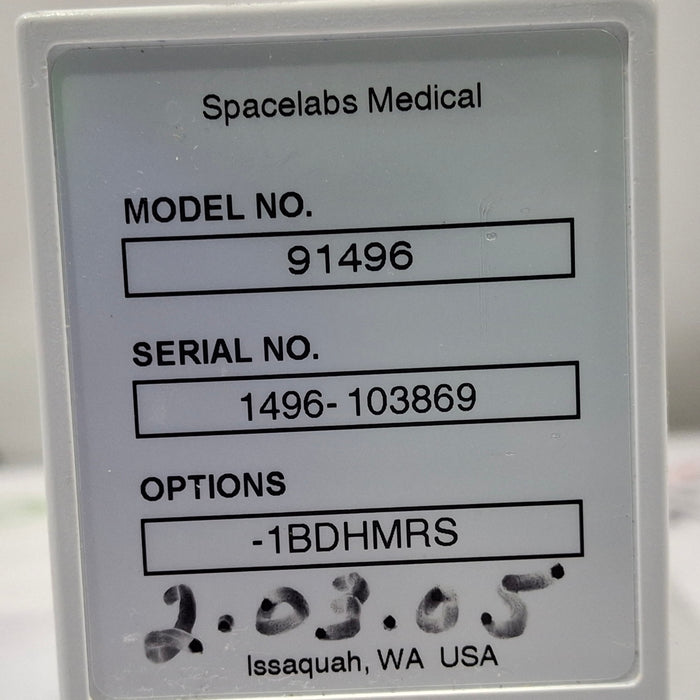 Spacelabs Medical
MODEL NO.
91496
SERIAL NO.
1496- 103869
OPTIONS
-1BDHMRS
2.03.05
Issaquah, WA USA